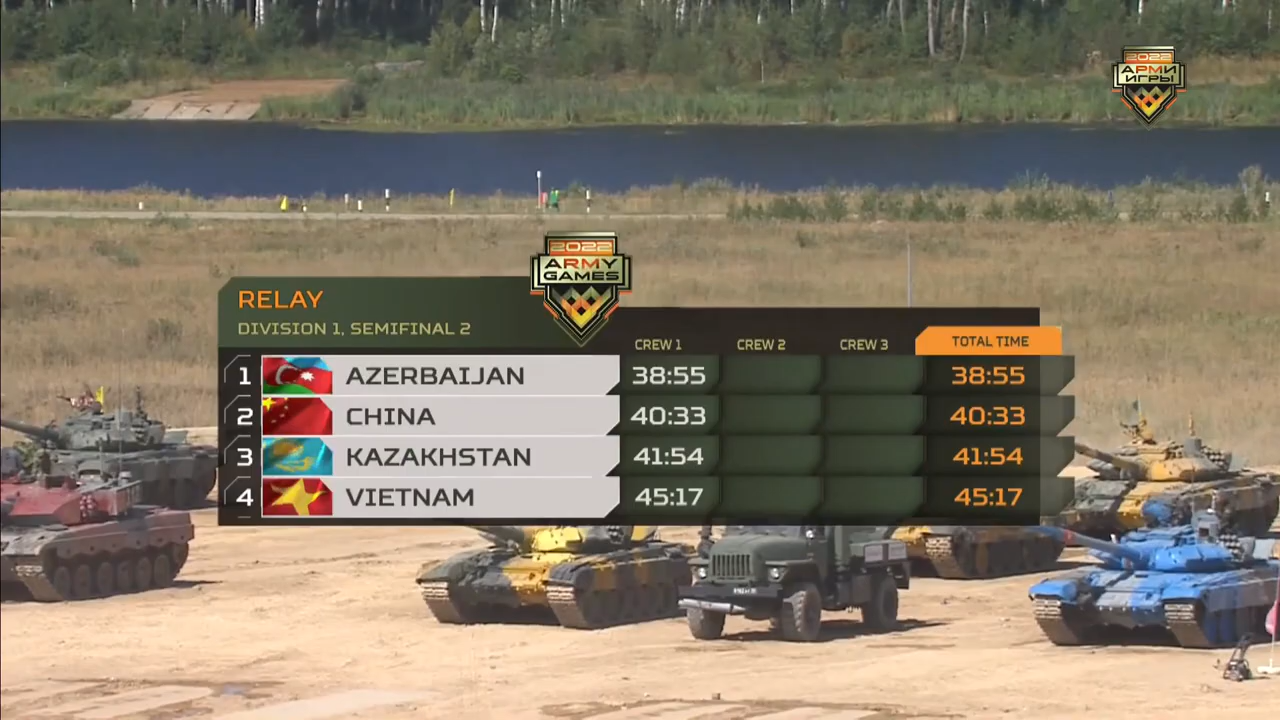 2022
АРМИ
ИГРЫ
2022
ARMY
GAMES
RELAY
DIVISION 1, SEMIFINAL 2
CREW 1 CREW 2 CREW 3 TOTAL TIME
1 AZERBAIJAN 38:55 38:55
2 CHINA 40:33 40:33
3 KAZAKHSTAN 41:54 41:54
4 VIETNAM 45:17 45:17